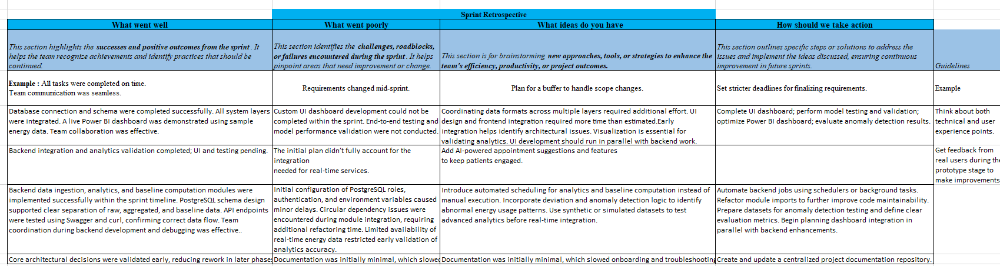 Sprint Retrospective
What went well
What went poorly
What ideas do you have
How should we take action
This section highlights the successes and positive outcomes from the sprint. It
helps the team recognize achievements and identify practices that should be
continued.
This section identifies the challenges, roadblocks,
or failures encountered during the sprint. It helps
pinpoint areas that need improvement or change.
This section is for brainstorming new approaches, tools, or strategies to enhance the
team's efficiency, productivity, or project outcomes.
This section outlines specific steps or solutions to address the
issues and implement the ideas discussed, ensuring continuous
improvement in future sprints.
Guidelines
Example : All tasks were completed on time.
Team communication was seamless.
Requirements changed mid-sprint.
Plan for a buffer to handle scope changes.
Set stricter deadlines for finalizing requirements.
Example
Database connection and schema were completed successfully. All system layers
were integrated. A live Power BI dashboard was demonstrated using sample
energy data. Team collaboration was effective.
Custom UI dashboard development could not be
completed within the sprint. End-to-end testing and
model performance validation were not conducted.
Coordinating data formats across multiple layers required additional effort. UI
design and frontend integration required more time than estimated.Early
integration helps identify architectural issues. Visualization is essential for
validating analytics. UI development should run in parallel with backend work.
Complete UI dashboard; perform model testing and validation;
optimize Power BI dashboard; evaluate anomaly detection results.
Think about both
technical and user
experience points.
Backend integration and analytics validation completed; UI and testing pending.
The initial plan didn’t fully account for the
integration
needed for real-time services.
Add AI-powered appointment suggestions and features
to keep patients engaged.
Get feedback from
real users during the
prototype stage to
make improvements
Backend data ingestion, analytics, and baseline computation modules were
implemented successfully within the sprint timeline. PostgreSQL schema design
supported clear separation of raw, aggregated, and baseline data. API endpoints
were tested using Swagger and curl, confirming correct data flow. Team
coordination during backend development and debugging was effective..
Initial configuration of PostgreSQL roles,
authentication, and environment variables caused
minor delays. Circular dependency issues were
encountered during module integration, requiring
additional refactoring time. Limited availability of
real-time energy data restricted early validation of
analytics accuracy.
Introduce automated scheduling for analytics and baseline computation instead of
manual execution. Incorporate deviation and anomaly detection logic to identify
abnormal energy usage patterns. Use synthetic or simulated datasets to test
advanced analytics before real-time integration.
Automate backend jobs using schedulers or background tasks.
Refactor module imports to further improve code maintainability.
Prepare datasets for anomaly detection testing and define clear
evaluation metrics. Begin planning dashboard integration in
parallel with backend enhancements.
Core architectural decisions were validated early, reducing rework in later phases
Documentation was initially minimal, which slowed
Documentation was initially minimal, which slowed onboarding and troubleshooting
Create and update a centralized project documentation repository.